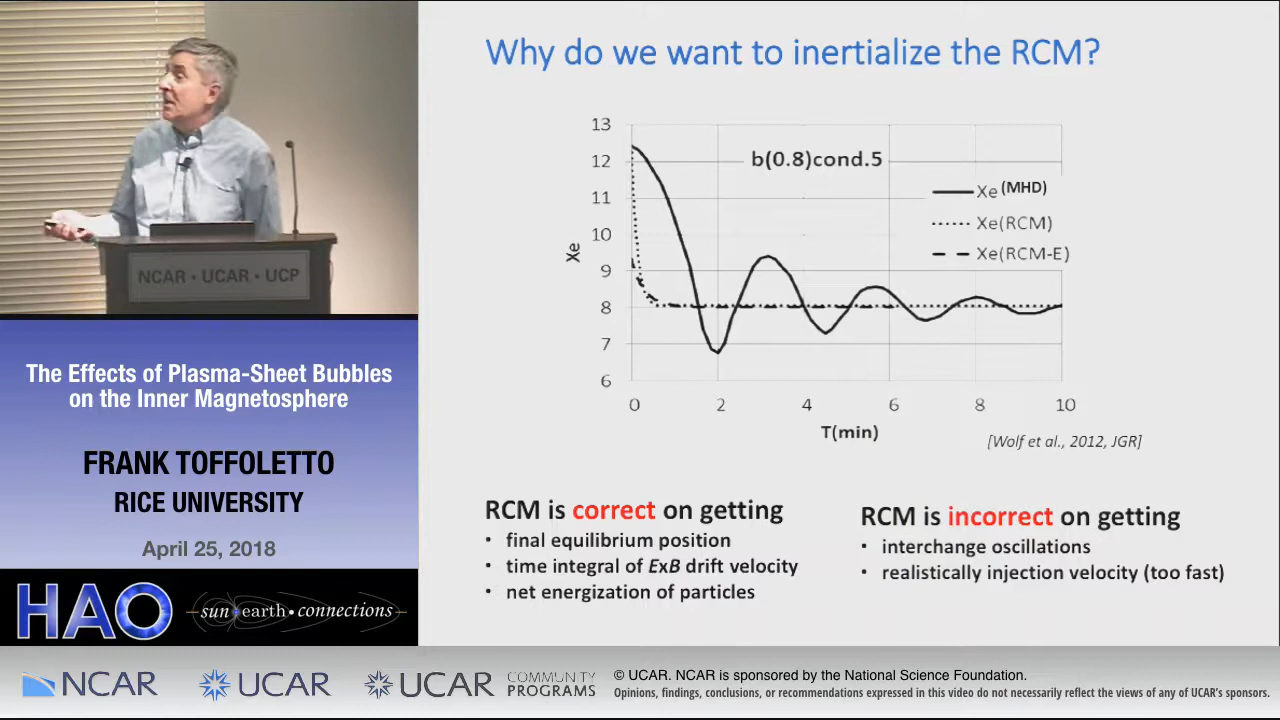 Why do we want to inertialize the RCM?
13
12
11
10
9
8
7
6
Xe
b(0.8)cond.5
Xe (MHD)
Xe(RCM)
Xe(RCM-E)
0 2 4 6 8 10
T(min)
[Wolf et al., 2012, JGR]
RCM is correct on getting
• final equilibrium position
• time integral of ExB drift velocity
• net energization of particles
RCM is incorrect on getting
• interchange oscillations
• realistically injection velocity (too fast)
NCAR • UCAR • UCP
The Effects of Plasma-Sheet Bubbles
on the Inner Magnetosphere
FRANK TOFFOLETTO
RICE UNIVERSITY
April 25, 2018
HAO
sun•earth•connections
NCAR
UCAR
UCAR
COMMUNITY
PROGRAMS
© UCAR. NCAR is sponsored by the National Science Foundation.
Opinions, findings, conclusions, or recommendations expressed in this video do not necessarily reflect the views of any of UCAR's sponsors.